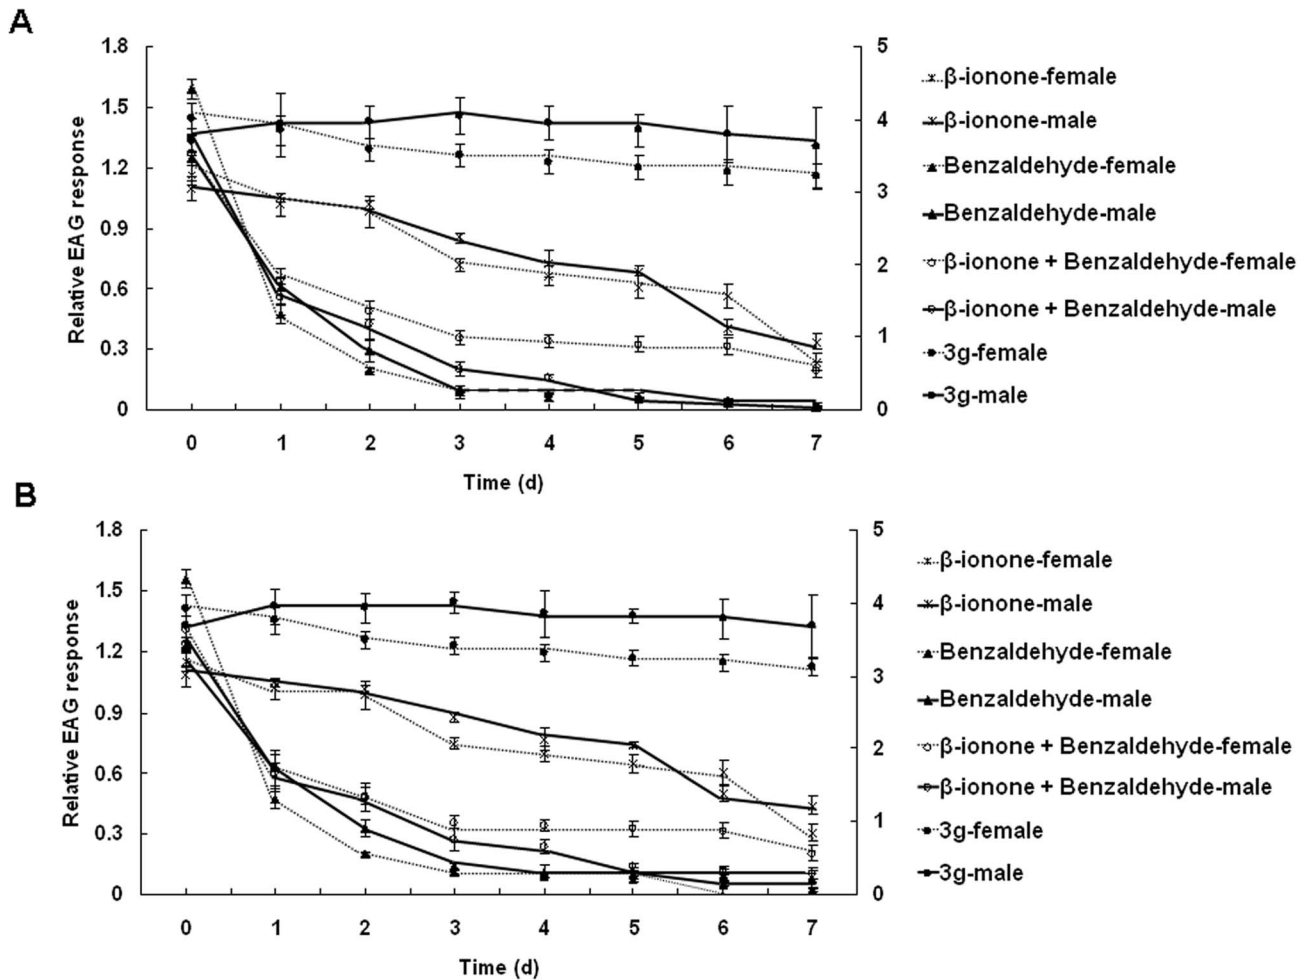 A
1.8
1.5
1.2
0.9
0.6
0.3
0
Relative EAG response
5
4
3
2
1
0
0 1 2 3 4 5 6 7
Time (d)
β-ionone-female
β-ionone-male
Benzaldehyde-female
Benzaldehyde-male
β-ionone + Benzaldehyde-female
β-ionone + Benzaldehyde-male
3g-female
3g-male
B
1.8
1.5
1.2
0.9
0.6
0.3
0
Relative EAG response
5
4
3
2
1
0
0 1 2 3 4 5 6 7
Time (d)
β-ionone-female
β-ionone-male
Benzaldehyde-female
Benzaldehyde-male
β-ionone + Benzaldehyde-female
β-ionone + Benzaldehyde-male
3g-female
3g-male